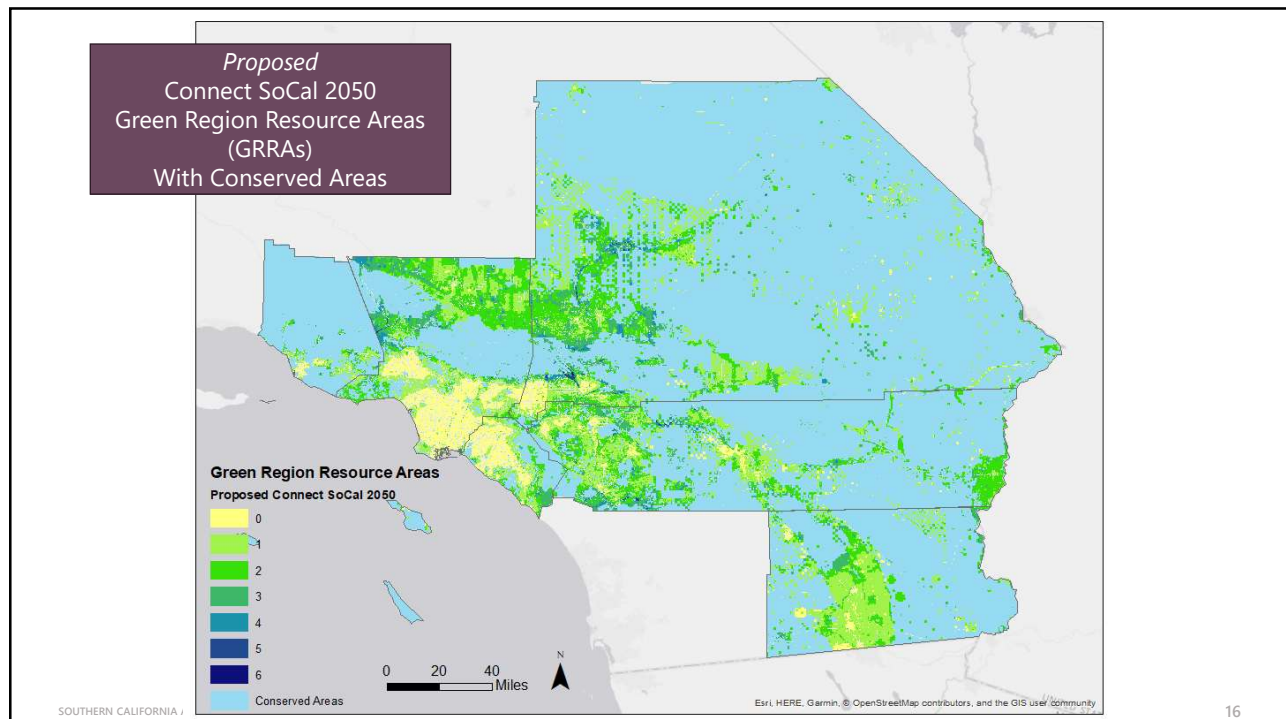 Proposed
Connect SoCal 2050
Green Region Resource Areas
(GRRAs)
With Conserved Areas
Green Region Resource Areas
Proposed Connect SoCal 2050
0
1
2
3
4
5
6
Conserved Areas
N
0 20 40
Miles
Esri, HERE, Garmin, © OpenStreetMap contributors, and the GIS user community
SOUTHERN CALIFORNIA
16